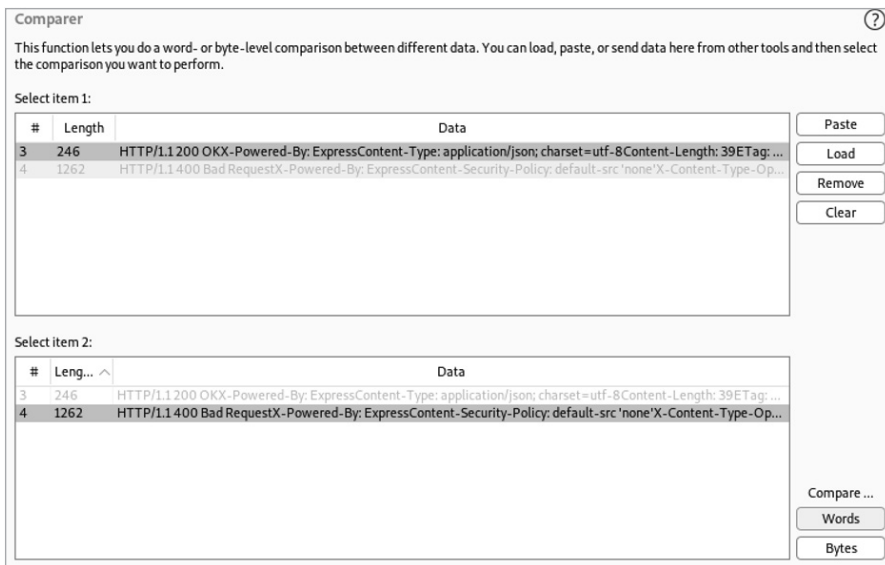 Comparer
?
This function lets you do a word- or byte-level comparison between different data. You can load, paste, or send data here from other tools and then select
the comparison you want to perform.
Select item 1:
# Length Data
3 246 HTTP/1.1 200 OKX-Powered-By: ExpressContent-Type: application/json; charset=utf-8Content-Length: 39ETag: ...
4 1262 HTTP/1.1 400 Bad RequestX-Powered-By: ExpressContent-Security-Policy: default-src 'none'X-Content-Type-Op...
Paste
Load
Remove
Clear
Select item 2:
# Leng... Data
3 246 HTTP/1.1 200 OKX-Powered-By: ExpressContent-Type: application/json; charset=utf-8Content-Length: 39ETag: ...
4 1262 HTTP/1.1 400 Bad RequestX-Powered-By: ExpressContent-Security-Policy: default-src 'none'X-Content-Type-Op...
Compare ...
Words
Bytes